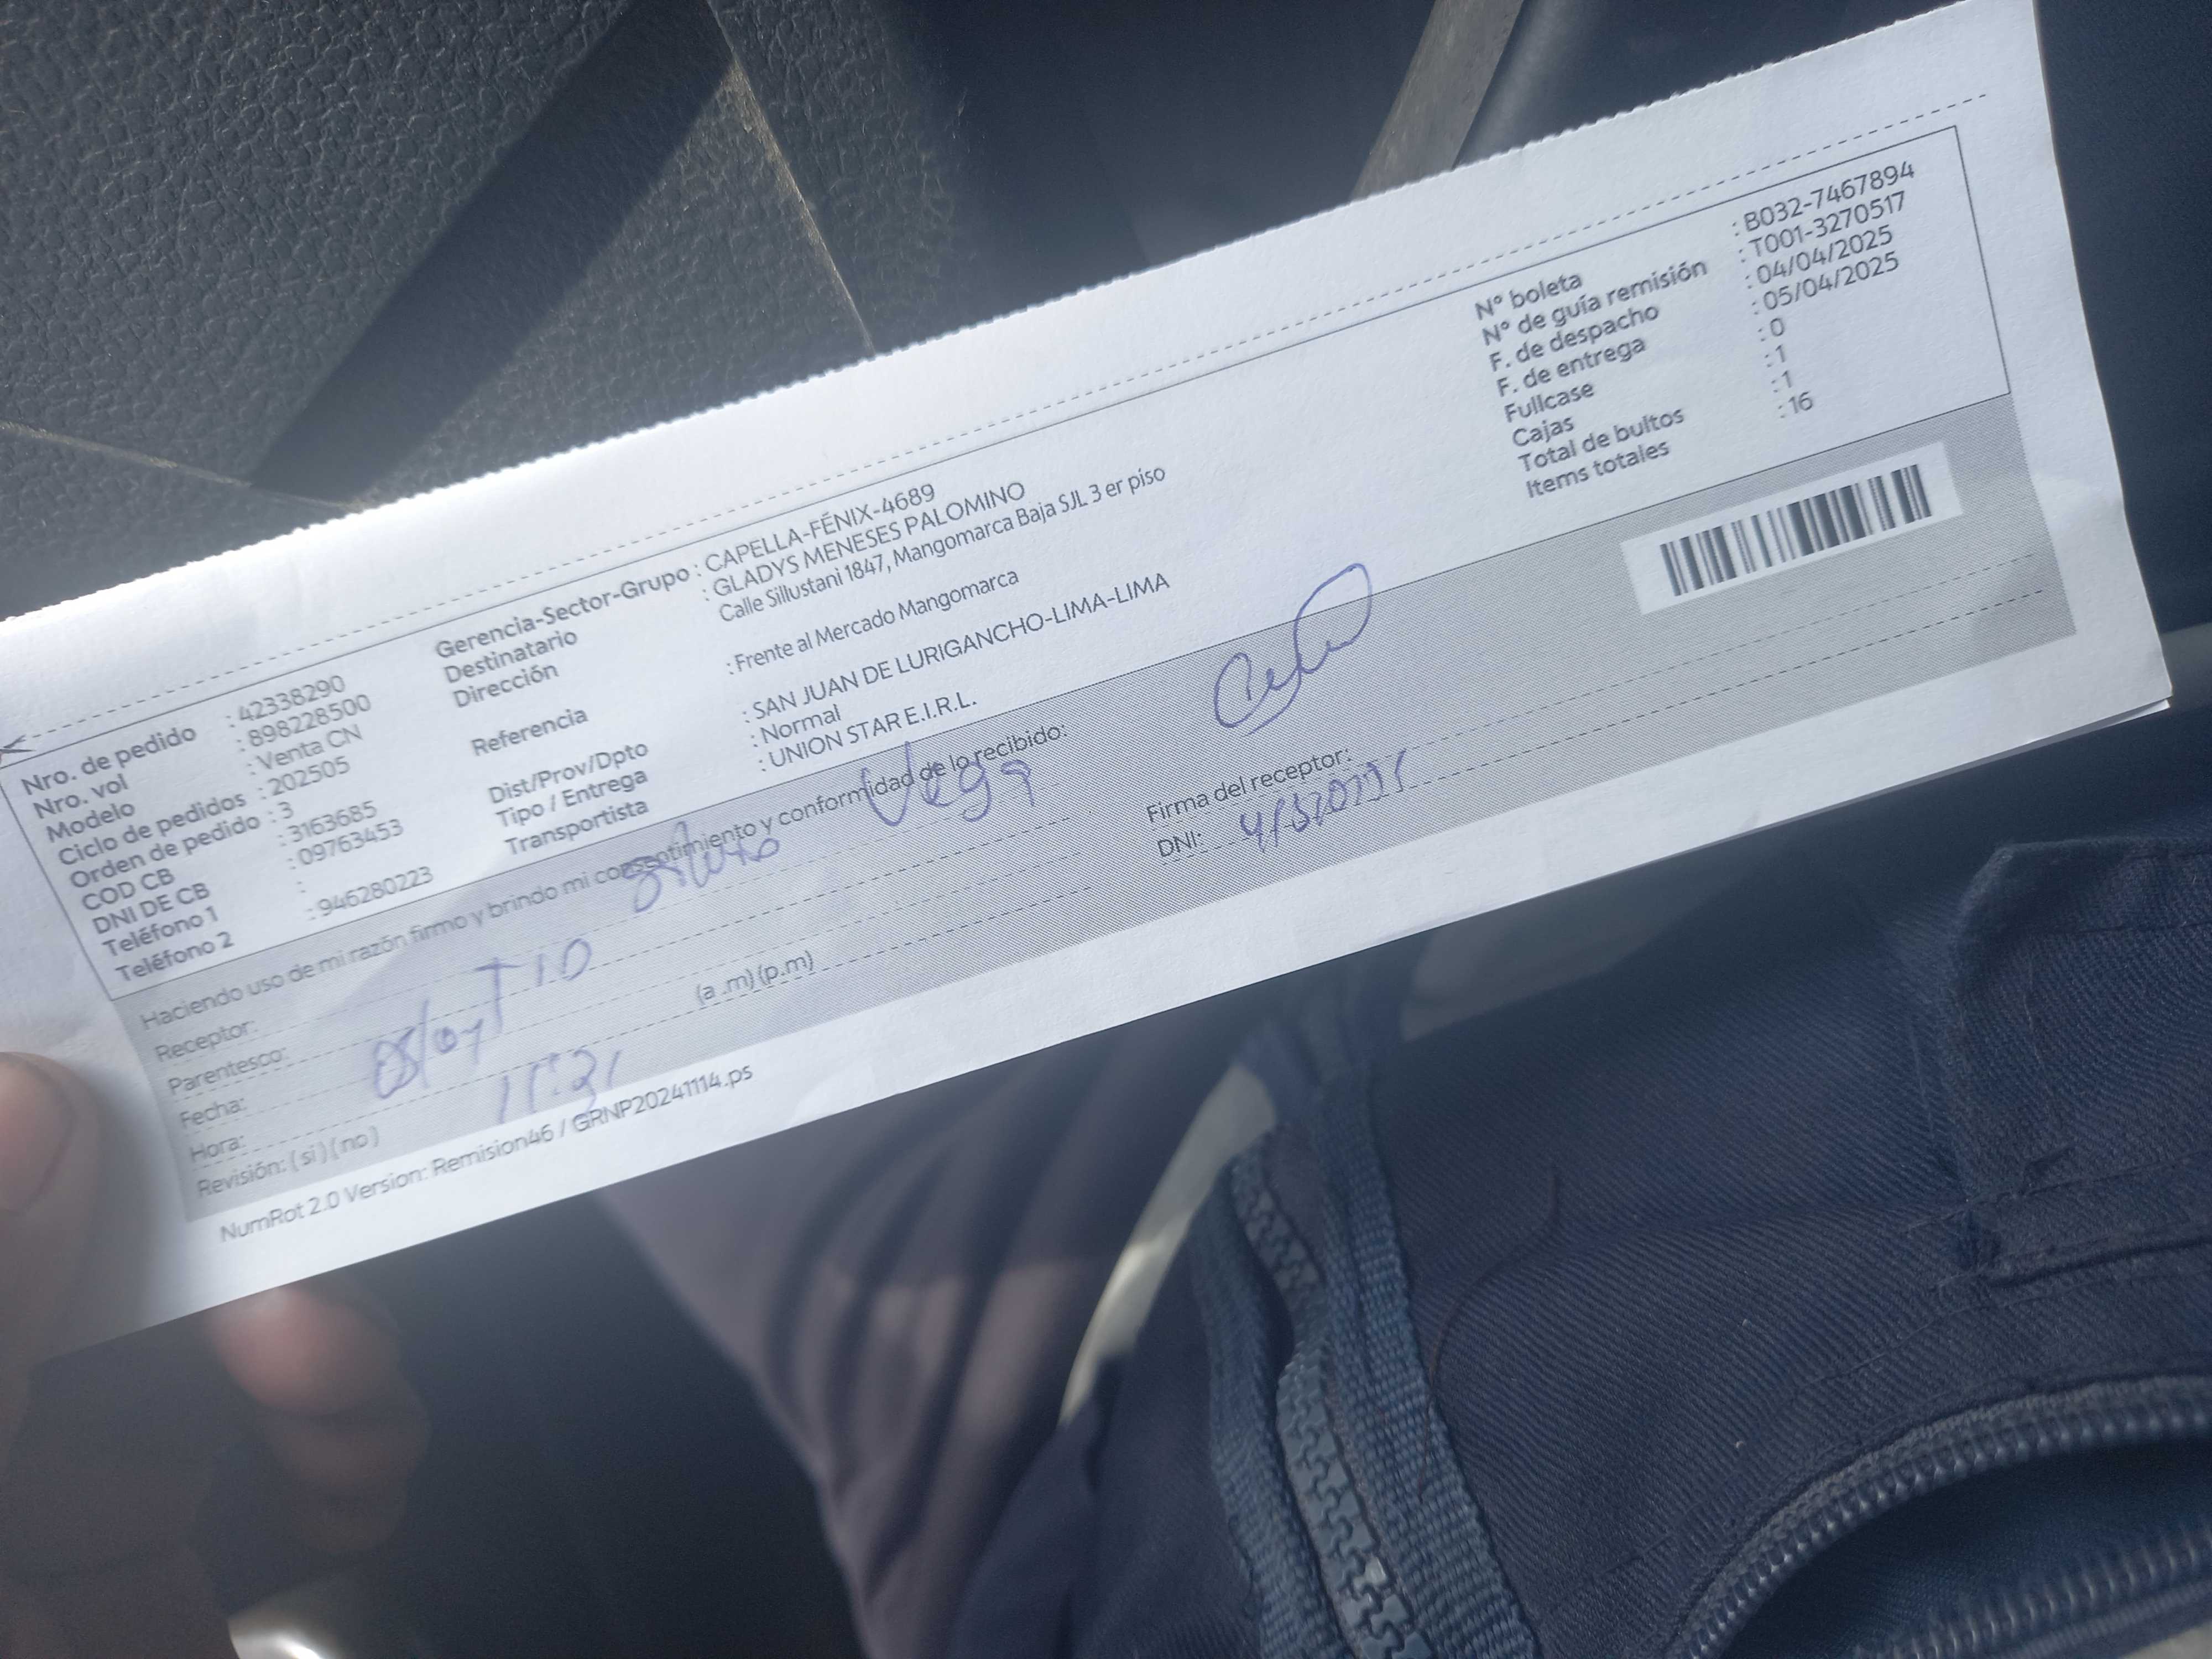 Nro. de pedido : 42338290
Nro. vol : 898228500
Modelo : Venta CN
Ciclo de pedidos : 202505
Orden de pedido : 3
COD CB : 3163685
DNI DE CB : 09763453
Teléfono 1 :
Teléfono 2 : 946280223
Gerencia-Sector-Grupo : CAPELLA-FÉNIX-4689
Destinatario : GLADYS MENESES PALOMINO
Dirección Calle Sillustani 1847, Mangomarca Baja SJL 3 er piso
Referencia : Frente al Mercado Mangomarca
Dist/Prov/Dpto : SAN JUAN DE LURIGANCHO-LIMA-LIMA
Tipo / Entrega : Normal
Transportista : UNION STAR E.I.R.L.
N° boleta : B032-7467894
N° de guía remisión : T001-3270517
F. de despacho : 04/04/2025
F. de entrega : 05/04/2025
Fullcase : 0
Cajas : 1
Total de bultos : 1
Items totales : 16
Haciendo uso de mi razón firmo y brindo mi consentimiento y conformidad de lo recibido:
Receptor: Vega
Parentesco: TIO
Fecha: 05/04
Hora: (a .m) (p.m)
Revisión: ( si ) ( no )
Firma del receptor:
DNI:
NumRot 2.0 Version: Remision46 / GRNP20241114.ps